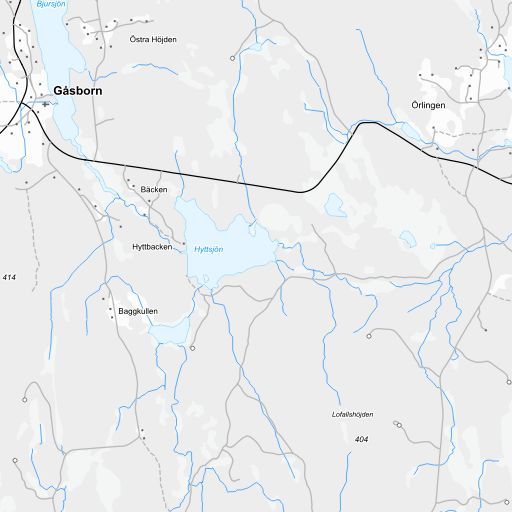 Bjursjön
Östra Höjden
Gåsborn
Örlingen
Bäcken
Hyttbacken
Hyttsjön
414
Baggkullen
Lofallshöjden
404